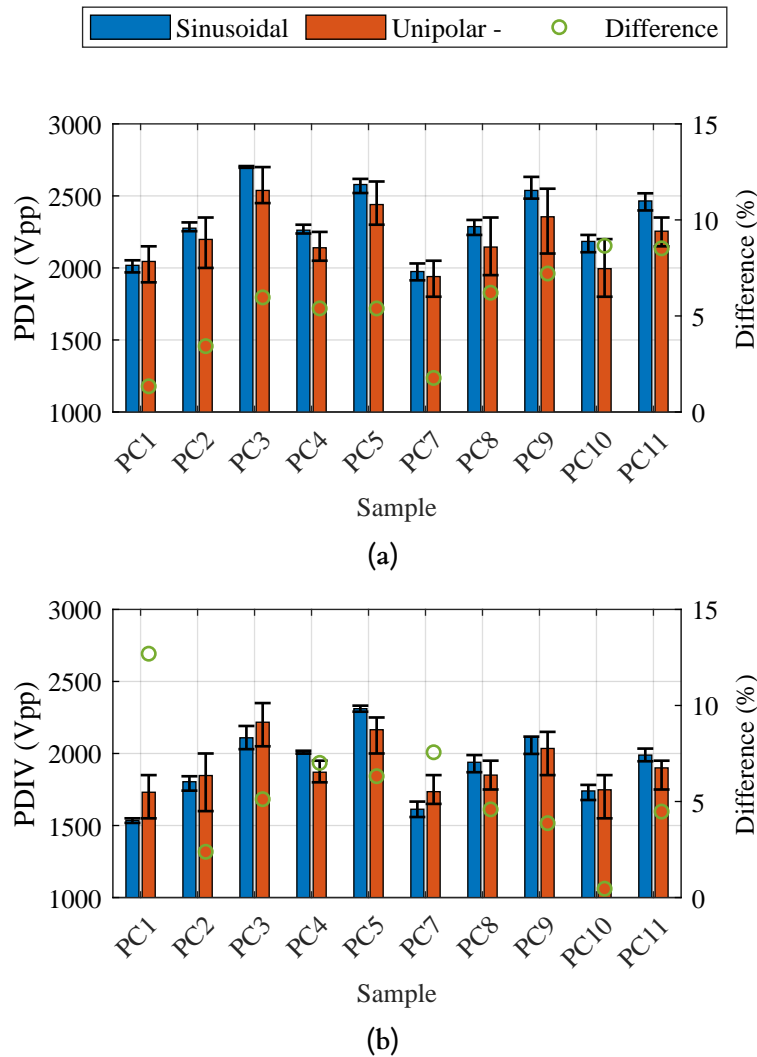 Sinusoidal Unipolar - Difference
3000
2500
2000
1500
1000
PDIV (Vpp)
15
10
5
0
Difference (%)
PC1 PC2 PC3 PC4 PC5 PC7 PC8 PC9 PC10 PC11
Sample
(a)
3000
2500
2000
1500
1000
PDIV (Vpp)
15
10
5
0
Difference (%)
PC1 PC2 PC3 PC4 PC5 PC7 PC8 PC9 PC10 PC11
Sample
(b)